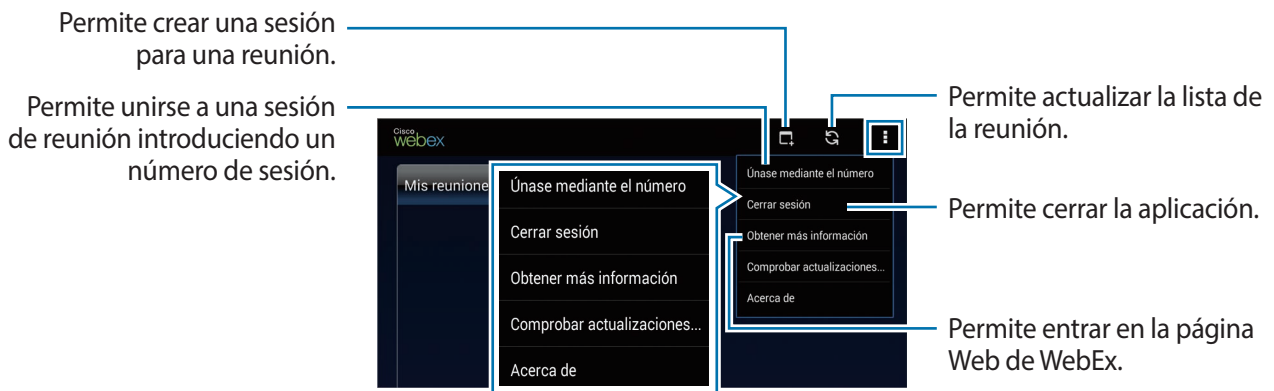 Permite crear una sesión
para una reunión.
Permite unirse a una sesión
de reunión introduciendo un
número de sesión.
Cisco
webex
Mis reunione
Únase mediante el número
Cerrar sesión
Obtener más información
Comprobar actualizaciones...
Acerca de
Únase mediante el número
Cerrar sesión
Obtener más información
Comprobar actualizaciones...
Acerca de
Permite actualizar la lista de
la reunión.
Permite cerrar la aplicación.
Permite entrar en la página
Web de WebEx.